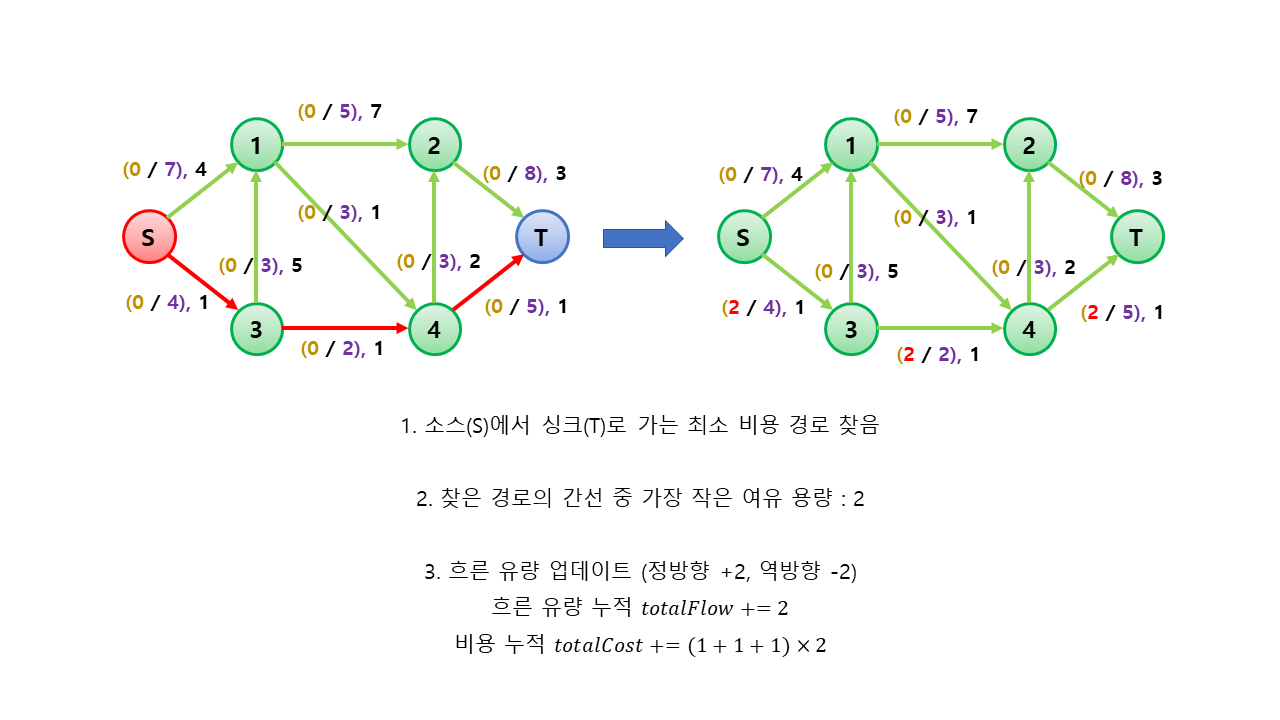 (0 / 5), 7
1
2
(0 / 7), 4
(0 / 8), 3
(0 / 3), 1
S
T
(0 / 3), 5
(0 / 3), 2
(0 / 4), 1
(0 / 5), 1
3
4
(0 / 2), 1
(0 / 5), 7
1
2
(0 / 7), 4
(0 / 8), 3
(0 / 3), 1
S
T
(0 / 3), 5
(0 / 3), 2
(2 / 4), 1
(2 / 5), 1
3
4
(2 / 2), 1
1. 소스(S)에서 싱크(T)로 가는 최소 비용 경로 찾음
2. 찾은 경로의 간선 중 가장 작은 여유 용량 : 2
3. 흐른 유량 업데이트 (정방향 +2, 역방향 -2)
흐른 유량 누적 totalFlow += 2
비용 누적 totalCost += (1 + 1 + 1) × 2